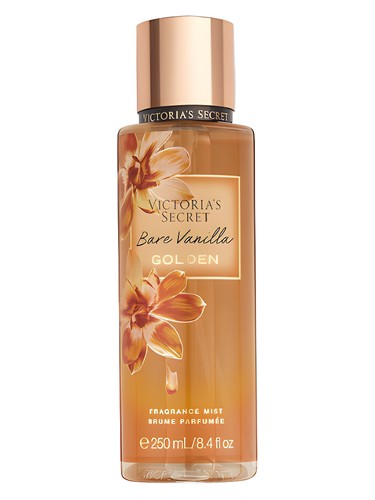 VICTORIA'S SECRET
VICTORIA'S
SECRET
Bare Vanilla
GOLDEN
FRAGRANCE MIST
BRUME PARFUMÉE
℮250 mL/8.4 fl oz